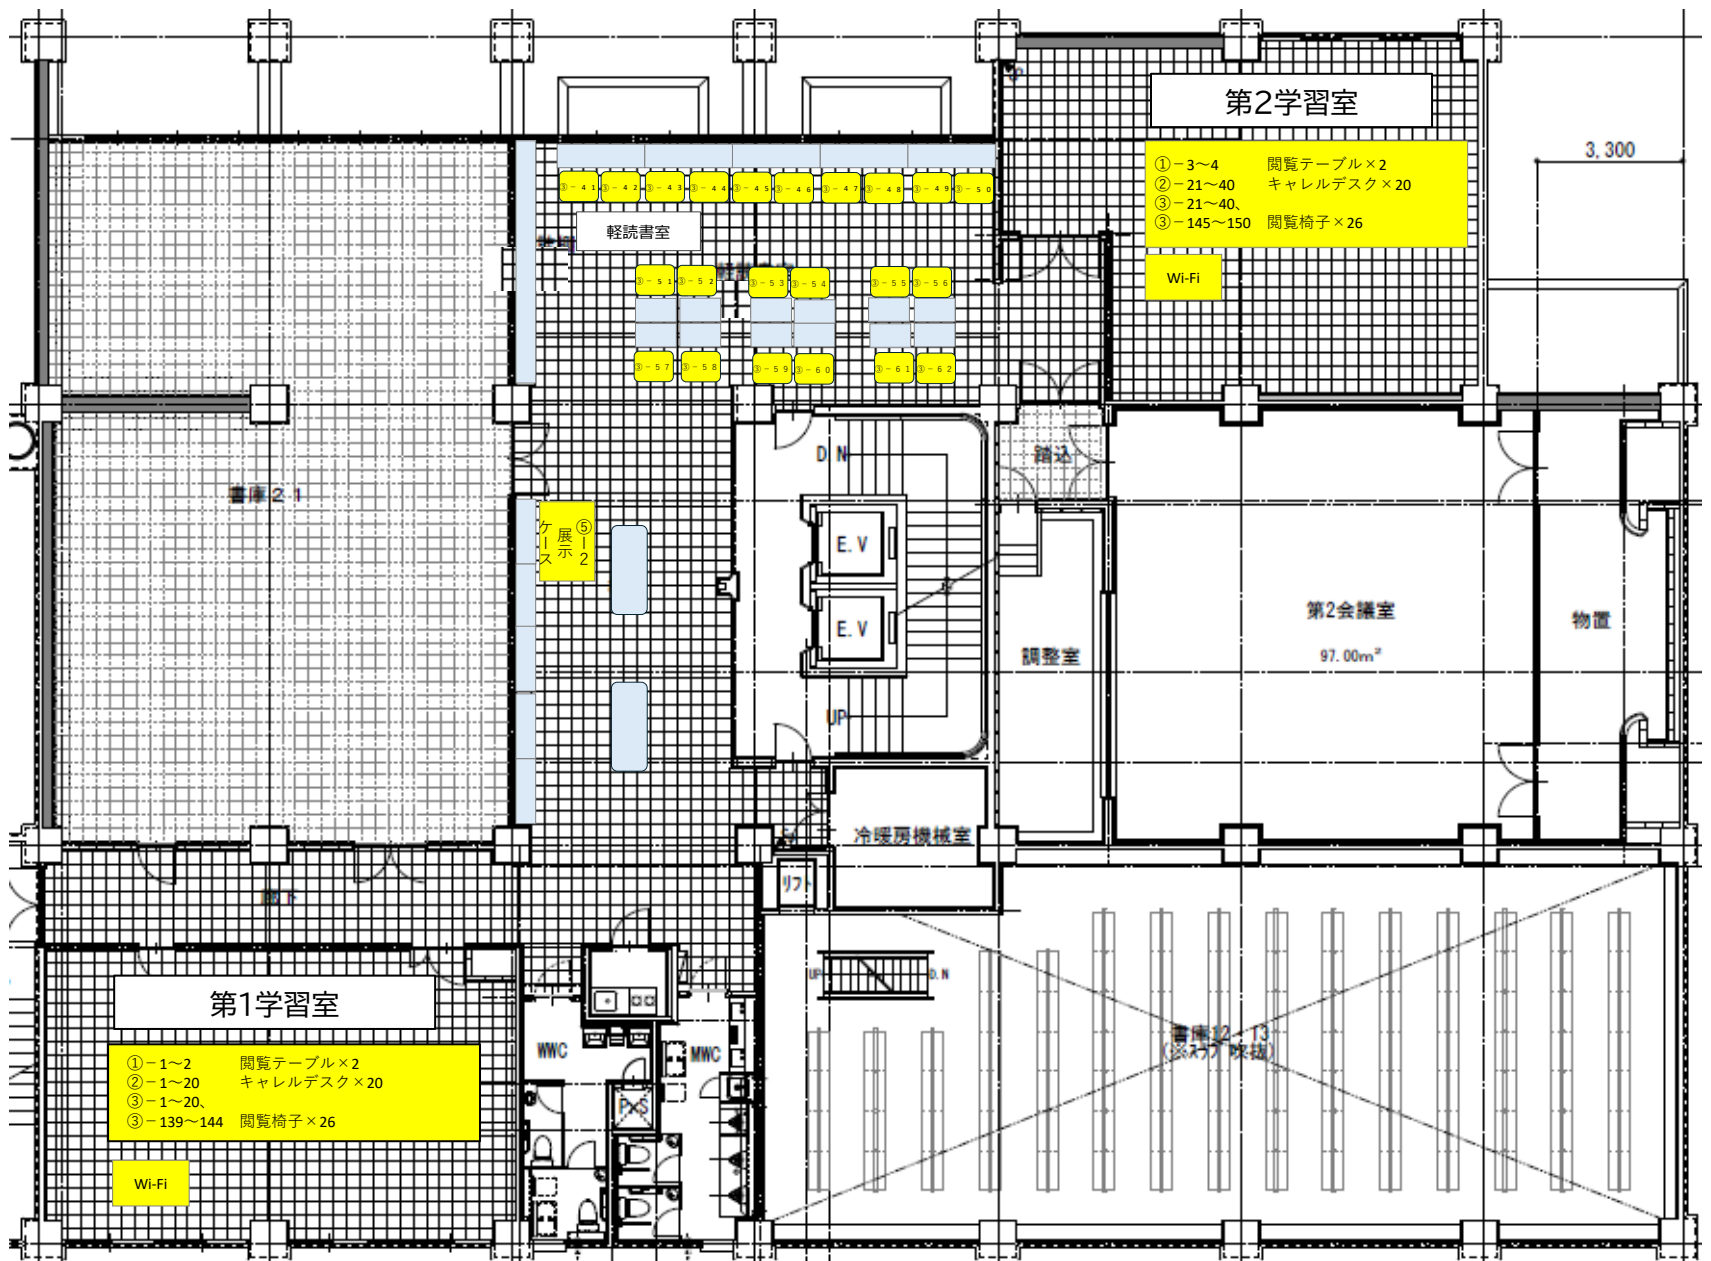 第2学習室
3,300
①－3～4　閲覧テーブル×2
②－21～40　キャレルデスク×20
③－21～40、
③－145～150　閲覧椅子×26
Wi-Fi
③－41 ③－42 ③－43 ③－44 ③－45 ③－46 ③－47 ③－48 ③－49 ③－50
軽読書室
③－51 ③－52 ③－53 ③－54 ③－55 ③－56
③－57 ③－58 ③－59 ③－60 ③－61 ③－62
DN
踏込
書庫21
⑤－2
展示
ケース
E.V
E.V
第2会議室
97.00m²
物置
調整室
UP
冷暖房機械室
リフト
廊下
UP
D.N
第1学習室
①－1～2　閲覧テーブル×2
②－1～20　キャレルデスク×20
③－1～20、
③－139～144　閲覧椅子×26
Wi-Fi
WWC
MWC
P×S
書庫12 13